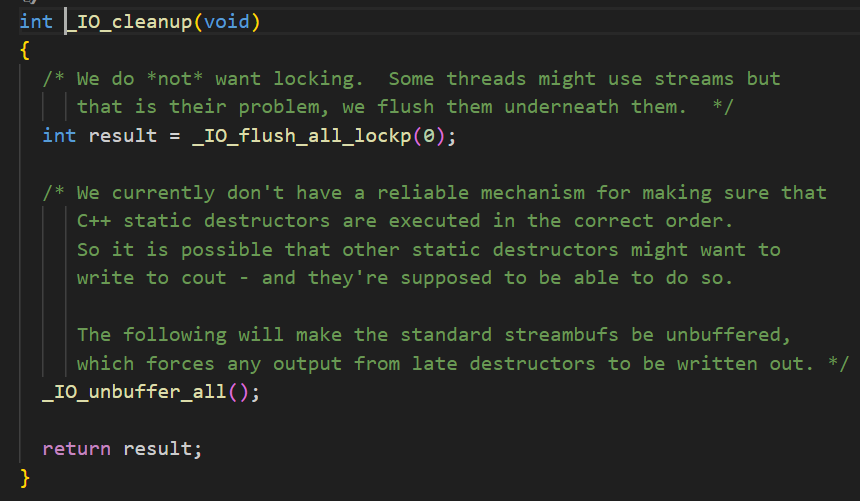 int _IO_cleanup(void)
{
/* We do *not* want locking.  Some threads might use streams but
that is their problem, we flush them underneath them.  */
int result = _IO_flush_all_lockp(0);
/* We currently don't have a reliable mechanism for making sure that
C++ static destructors are executed in the correct order.
So it is possible that other static destructors might want to
write to cout - and they're supposed to be able to do so.
The following will make the standard streambufs be unbuffered,
which forces any output from late destructors to be written out. */
_IO_unbuffer_all();
return result;
}